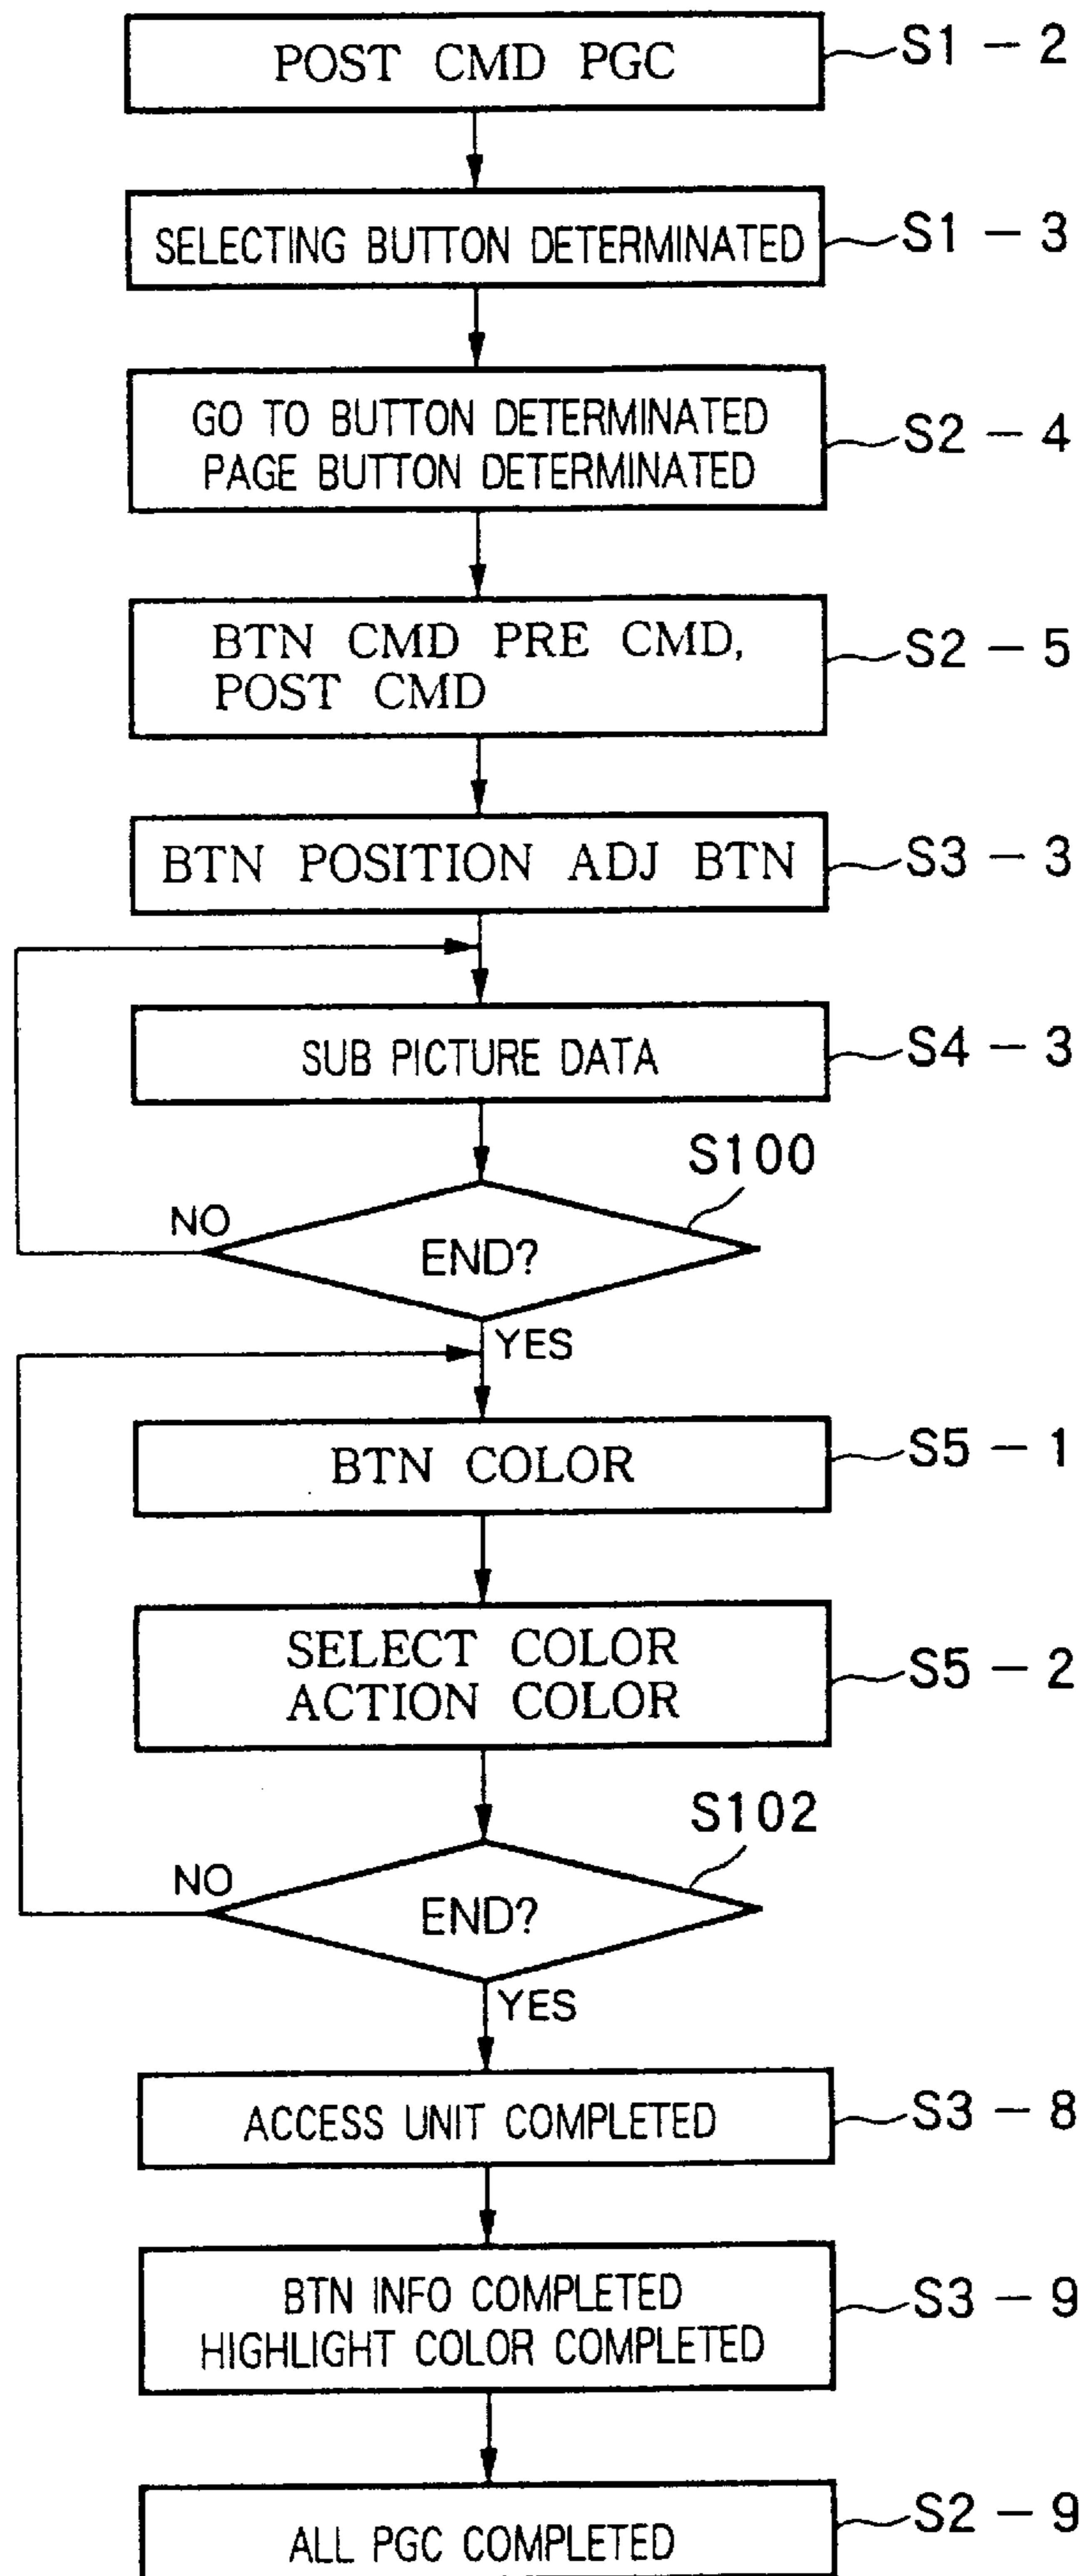 POST CMD PGC
S1-2
SELECTING BUTTON DETERMINATED
S1-3
GO TO BUTTON DETERMINATED
PAGE BUTTON DETERMINATED
S2-4
BTN CMD PRE CMD,
POST CMD
S2-5
BTN POSITION ADJ BTN
S3-3
SUB PICTURE DATA
S4-3
S100
NO
END?
YES
BTN COLOR
S5-1
SELECT COLOR
ACTION COLOR
S5-2
S102
NO
END?
YES
ACCESS UNIT COMPLETED
S3-8
BTN INFO COMPLETED
HIGHLIGHT COLOR COMPLETED
S3-9
ALL PGC COMPLETED
S2-9